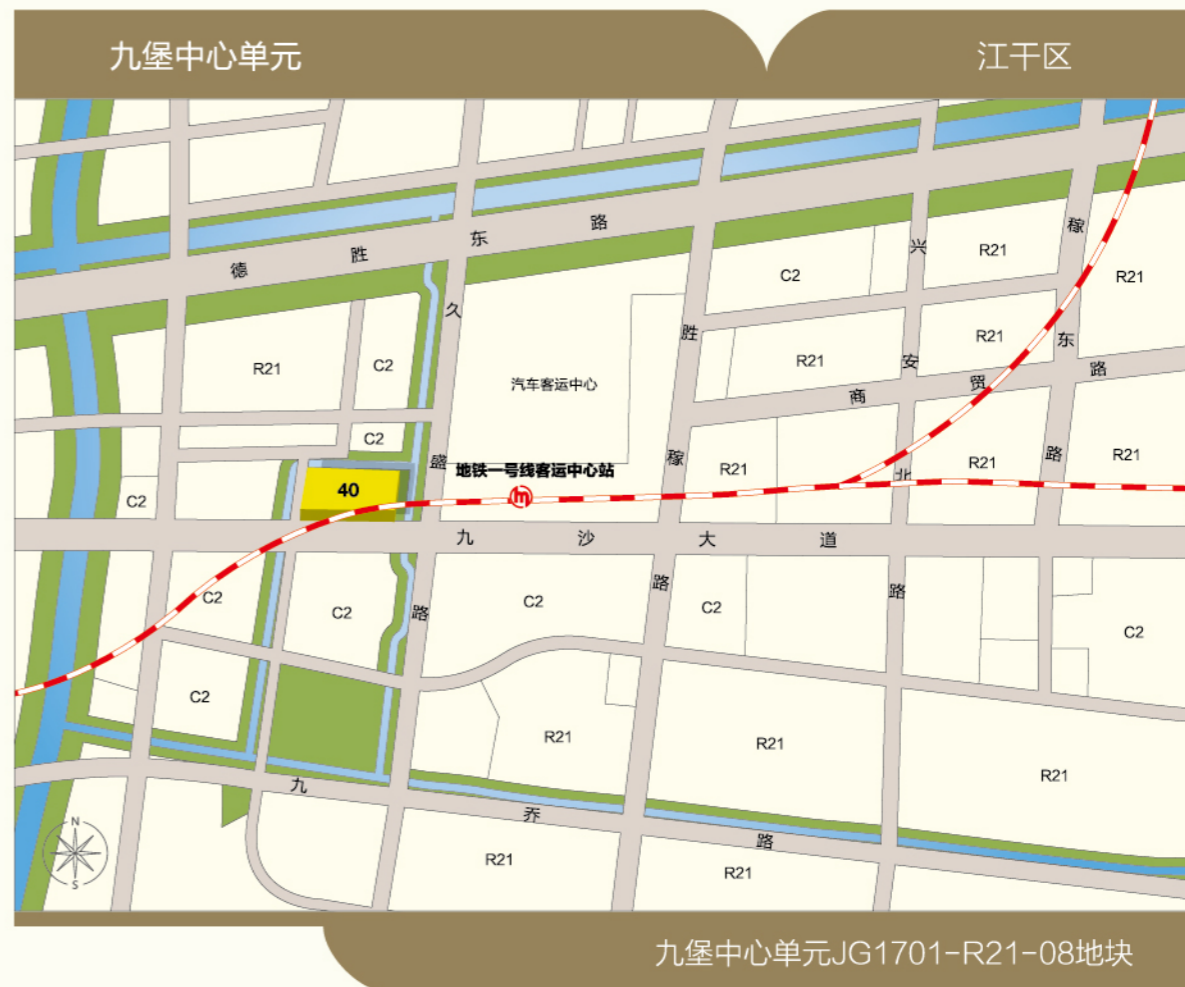 九堡中心单元
江干区
德胜东路
兴
稼
R21
C2
R21
久
胜
R21
东
安
R21
贸
路
C2
R21
汽车客运中心
商
C2
盛
地铁一号线客运中心站
稼
R21
北
R21
路
R21
C2
40
九沙大道
C2
C2
路
C2
路
C2
路
C2
C2
R21
R21
R21
九乔路
R21
R21
N
S
九堡中心单元JG1701-R21-08地块